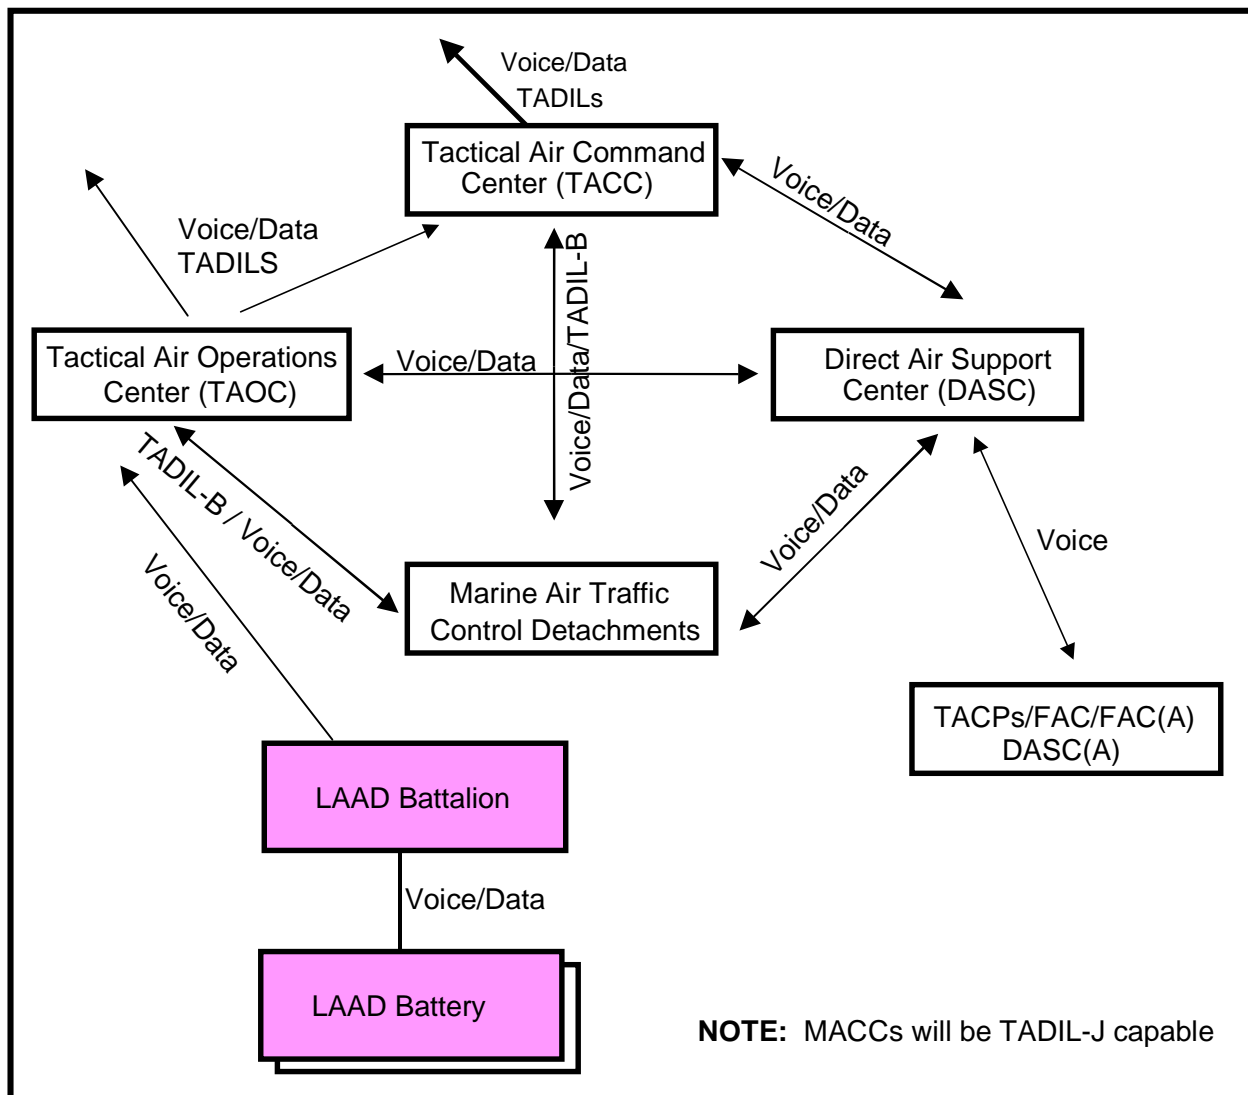 Voice/Data
TADILs
Tactical Air Command
Center (TACC)
Voice/Data
Voice/Data
TADILS
Voice/Data/TADIL-B
Tactical Air Operations
Center (TAOC)
Voice/Data
Direct Air Support
Center (DASC)
TADIL-B / Voice/Data
Voice/Data
Voice
Voice/Data
Marine Air Traffic
Control Detachments
TACPs/FAC/FAC(A)
DASC(A)
LAAD Battalion
Voice/Data
LAAD Battery
NOTE: MACCs will be TADIL-J capable